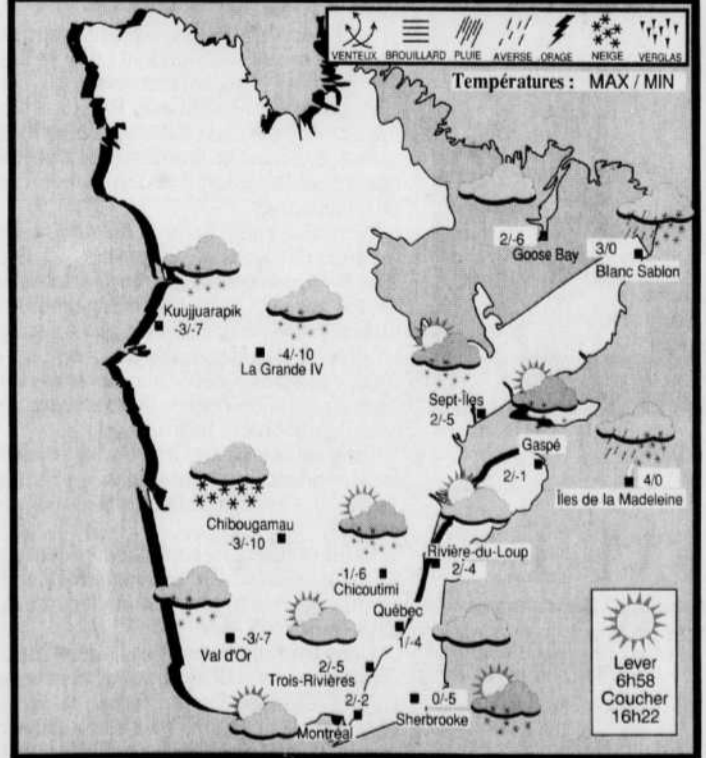 VENTEUX BROUILLARD PLUIE AVERSE ORAGE NEIGE VERGLAS
Températures : MAX / MIN
2/-6
Goose Bay
3/0
Blanc Sablon
Kuujjuarapik
-3/-7
-4/-10
La Grande IV
Sept-Îles
2/-5
Gaspé
2/-1
4/0
Îles de la Madeleine
Chibougamau
-3/-10
-1/-6
Chicoutimi
Rivière-du-Loup
2/-4
Québec
1/-4
-3/-7
Val d'Or
2/-5
Trois-Rivières
2/-2
Montréal
0/-5
Sherbrooke
Lever
6h58
Coucher
16h22